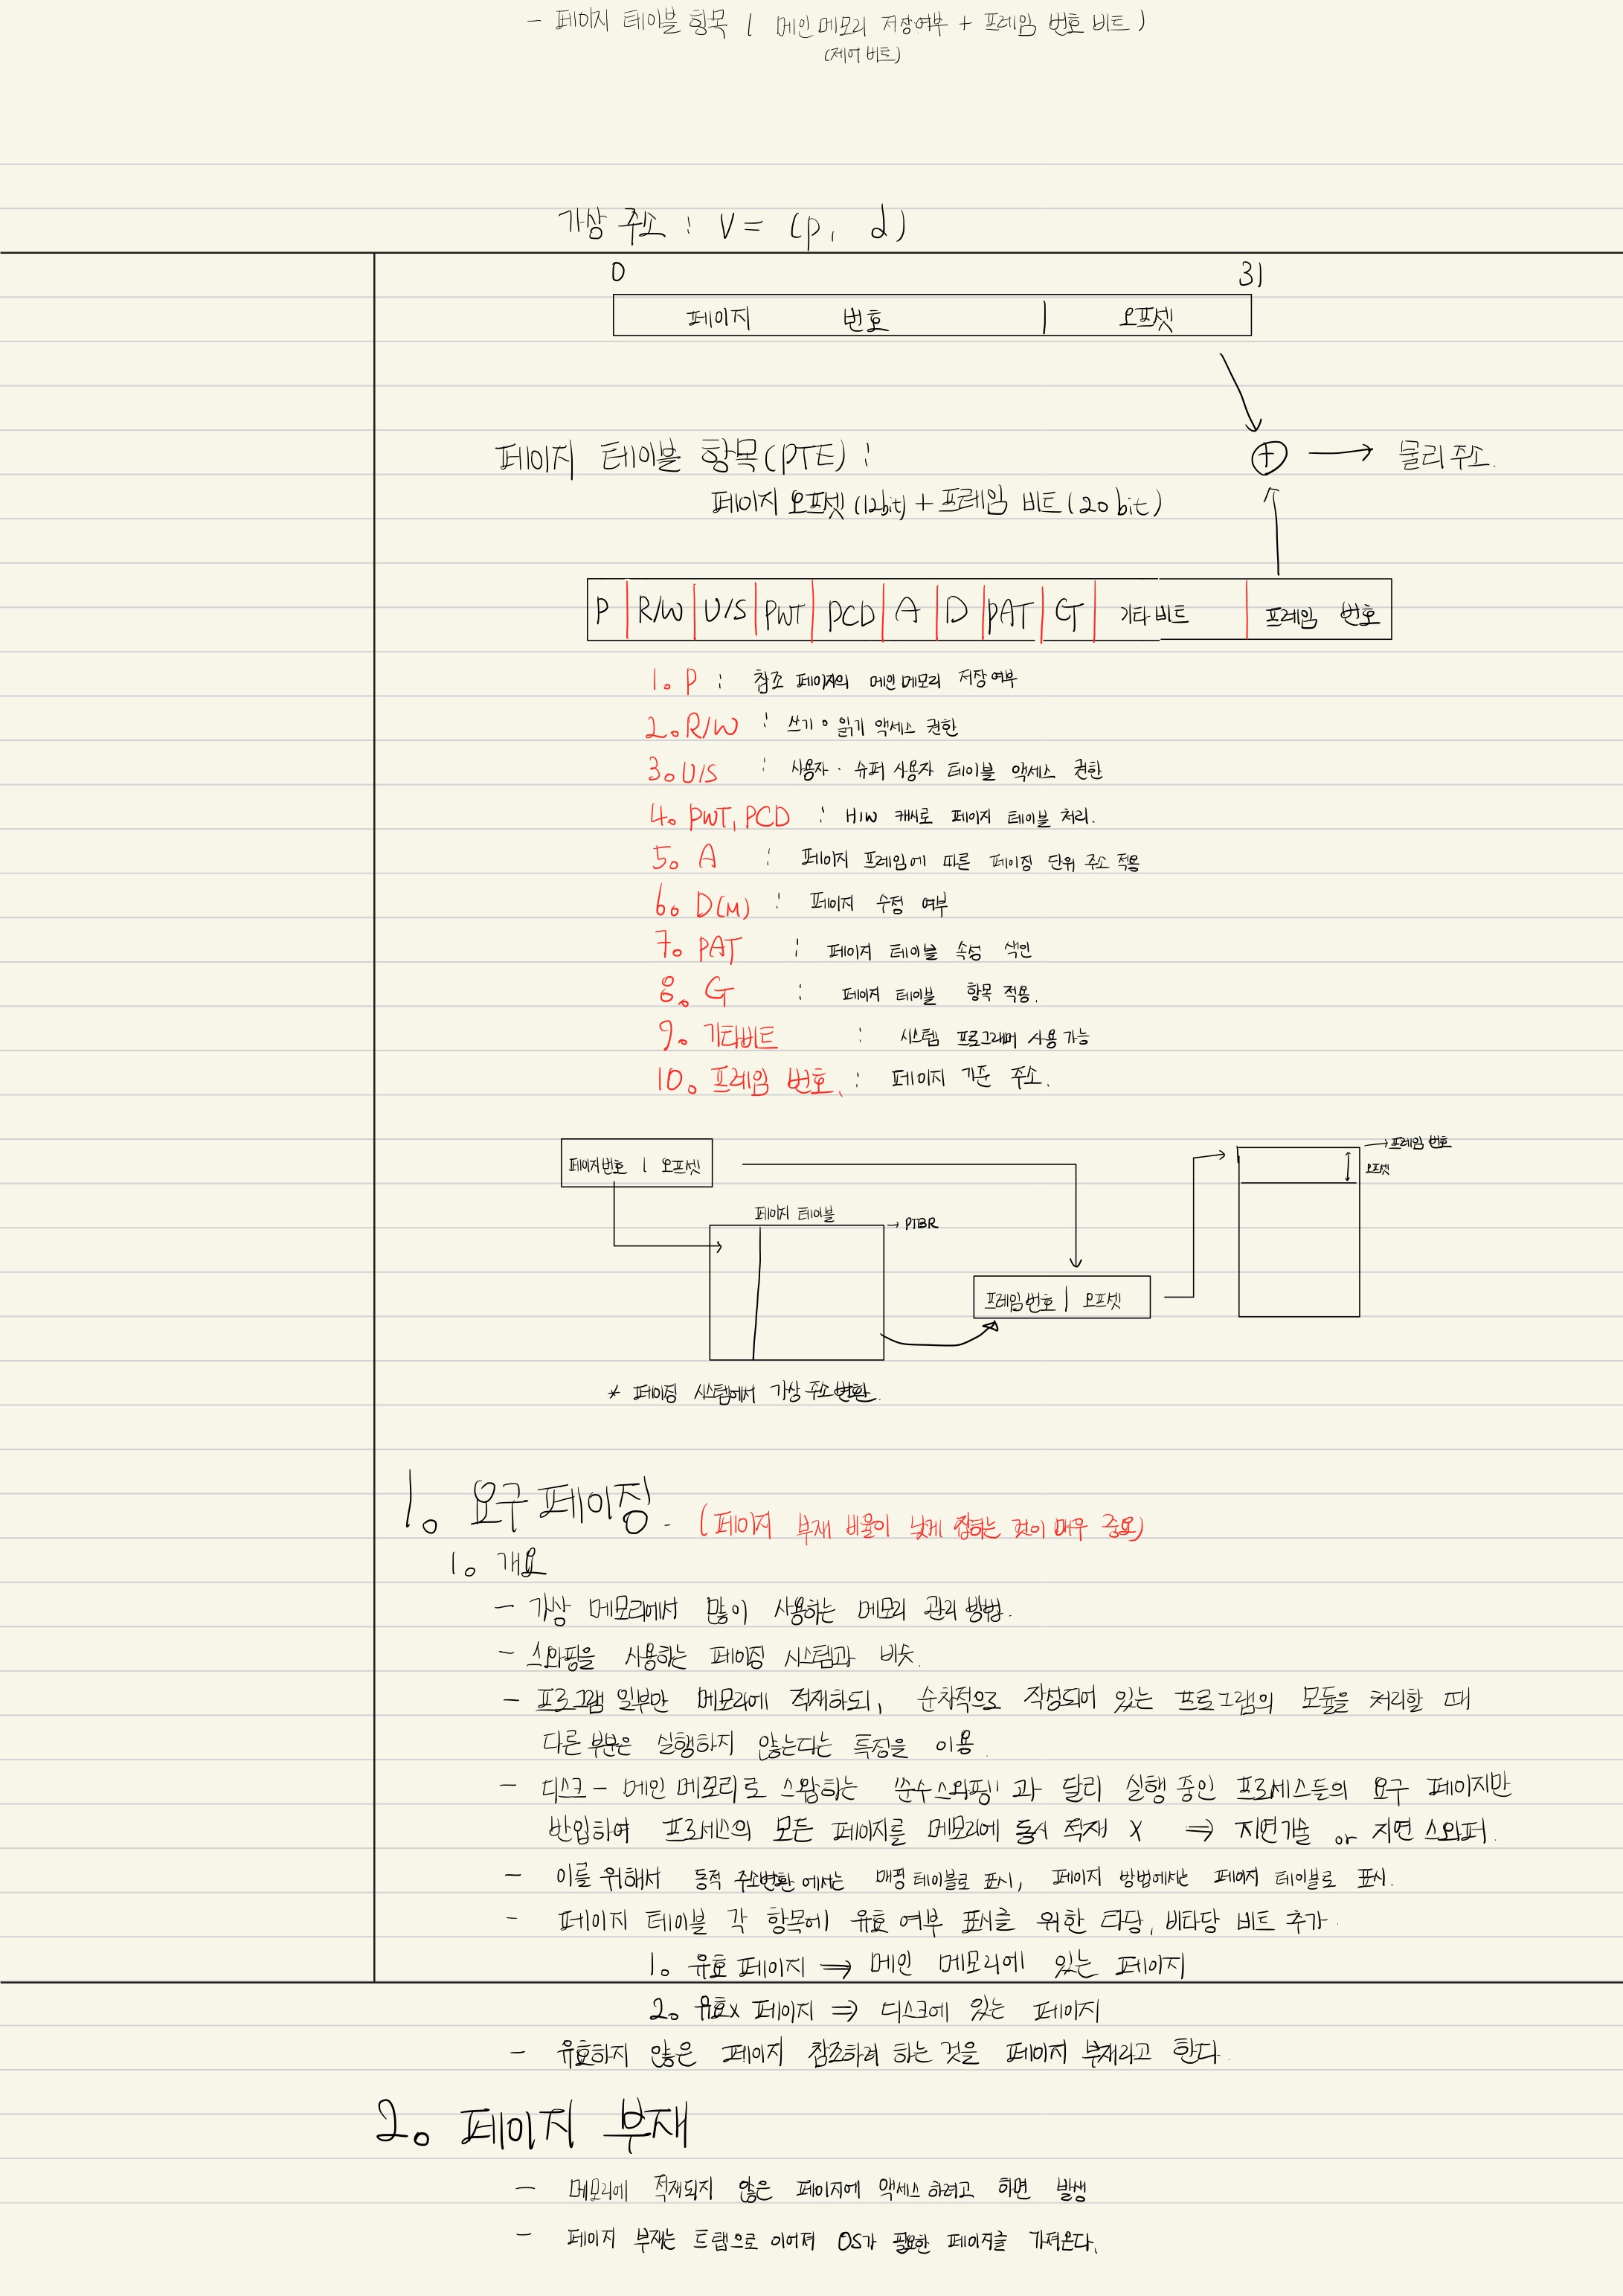 - 페이지 테이블 항목 ( 메인 메모리 저장여부 + 프레임 번호 비트 )
(제어 비트)
가상 주소 : V = (p, d)
0 31
페이지 번호 | 오프셋
페이지 테이블 항목(PTE) :
+ → 물리 주소.
페이지 오프셋 (12bit) + 프레임 비트 (20bit)
P R/W U/S PWT PCD A D PAT G 기타 비트 프레임 번호
1. P : 참조 페이지의 메인 메모리 저장 여부
2. R/W : 쓰기 · 읽기 액세스 권한
3. U/S : 사용자 · 슈퍼 사용자 테이블 액세스 권한
4. PWT, PCD : H/W 캐시로 페이지 테이블 처리.
5. A : 페이지 프레임에 따른 페이징 단위 주소 적용
6. D(M) : 페이지 수정 여부
7. PAT : 페이지 테이블 속성 색인
8. G : 페이지 테이블 항목 적용.
9. 기타비트 : 시스템 프로그래머 사용 가능
10. 프레임 번호. : 페이지 기준 주소.
페이지 번호 | 오프셋
→ 프레임 번호
오프셋
페이지 테이블
→ PTBR
프레임 번호 | 오프셋
* 페이징 시스템에서 가상 주소 변환.
1. 요구 페이징. (페이지 부재 비율이 낮게 정하는 것이 매우 중요)
1. 개요
- 가상 메모리에서 많이 사용하는 메모리 관리 방법.
- 스와핑을 사용하는 페이징 시스템과 비슷.
- 프로그램 일부만 메모리에 적재하되, 순차적으로 작성되어 있는 프로그램의 모듈을 처리할 때
다른 부분은 실행하지 않는다는 특징을 이용.
- 디스크 - 메인 메모리로 스왑하는 '순수스와핑' 과 달리 실행 중인 프로세스들의 요구 페이지만
반입하여 프로세스의 모든 페이지를 메모리에 동시 적재 X ⇒ 지연기술 or 지연 스와퍼.
- 이를 위해서 동적 주소변환 에서는 매핑 테이블로 표시, 페이지 방법에서는 페이지 테이블로 표시.
- 페이지 테이블 각 항목에 유효 여부 표시를 위한 타당, 비타당 비트 추가.
1. 유효 페이지 ⇒ 메인 메모리에 있는 페이지
2. 유효x 페이지 ⇒ 디스크에 있는 페이지
- 유효하지 않은 페이지 참조하려 하는 것을 페이지 부재라고 한다.
2. 페이지 부재
- 메모리에 적재되지 않은 페이지에 액세스 하려고 하면 발생
- 페이지 부재는 트랩으로 이어져 OS가 필요한 페이지를 가져온다.